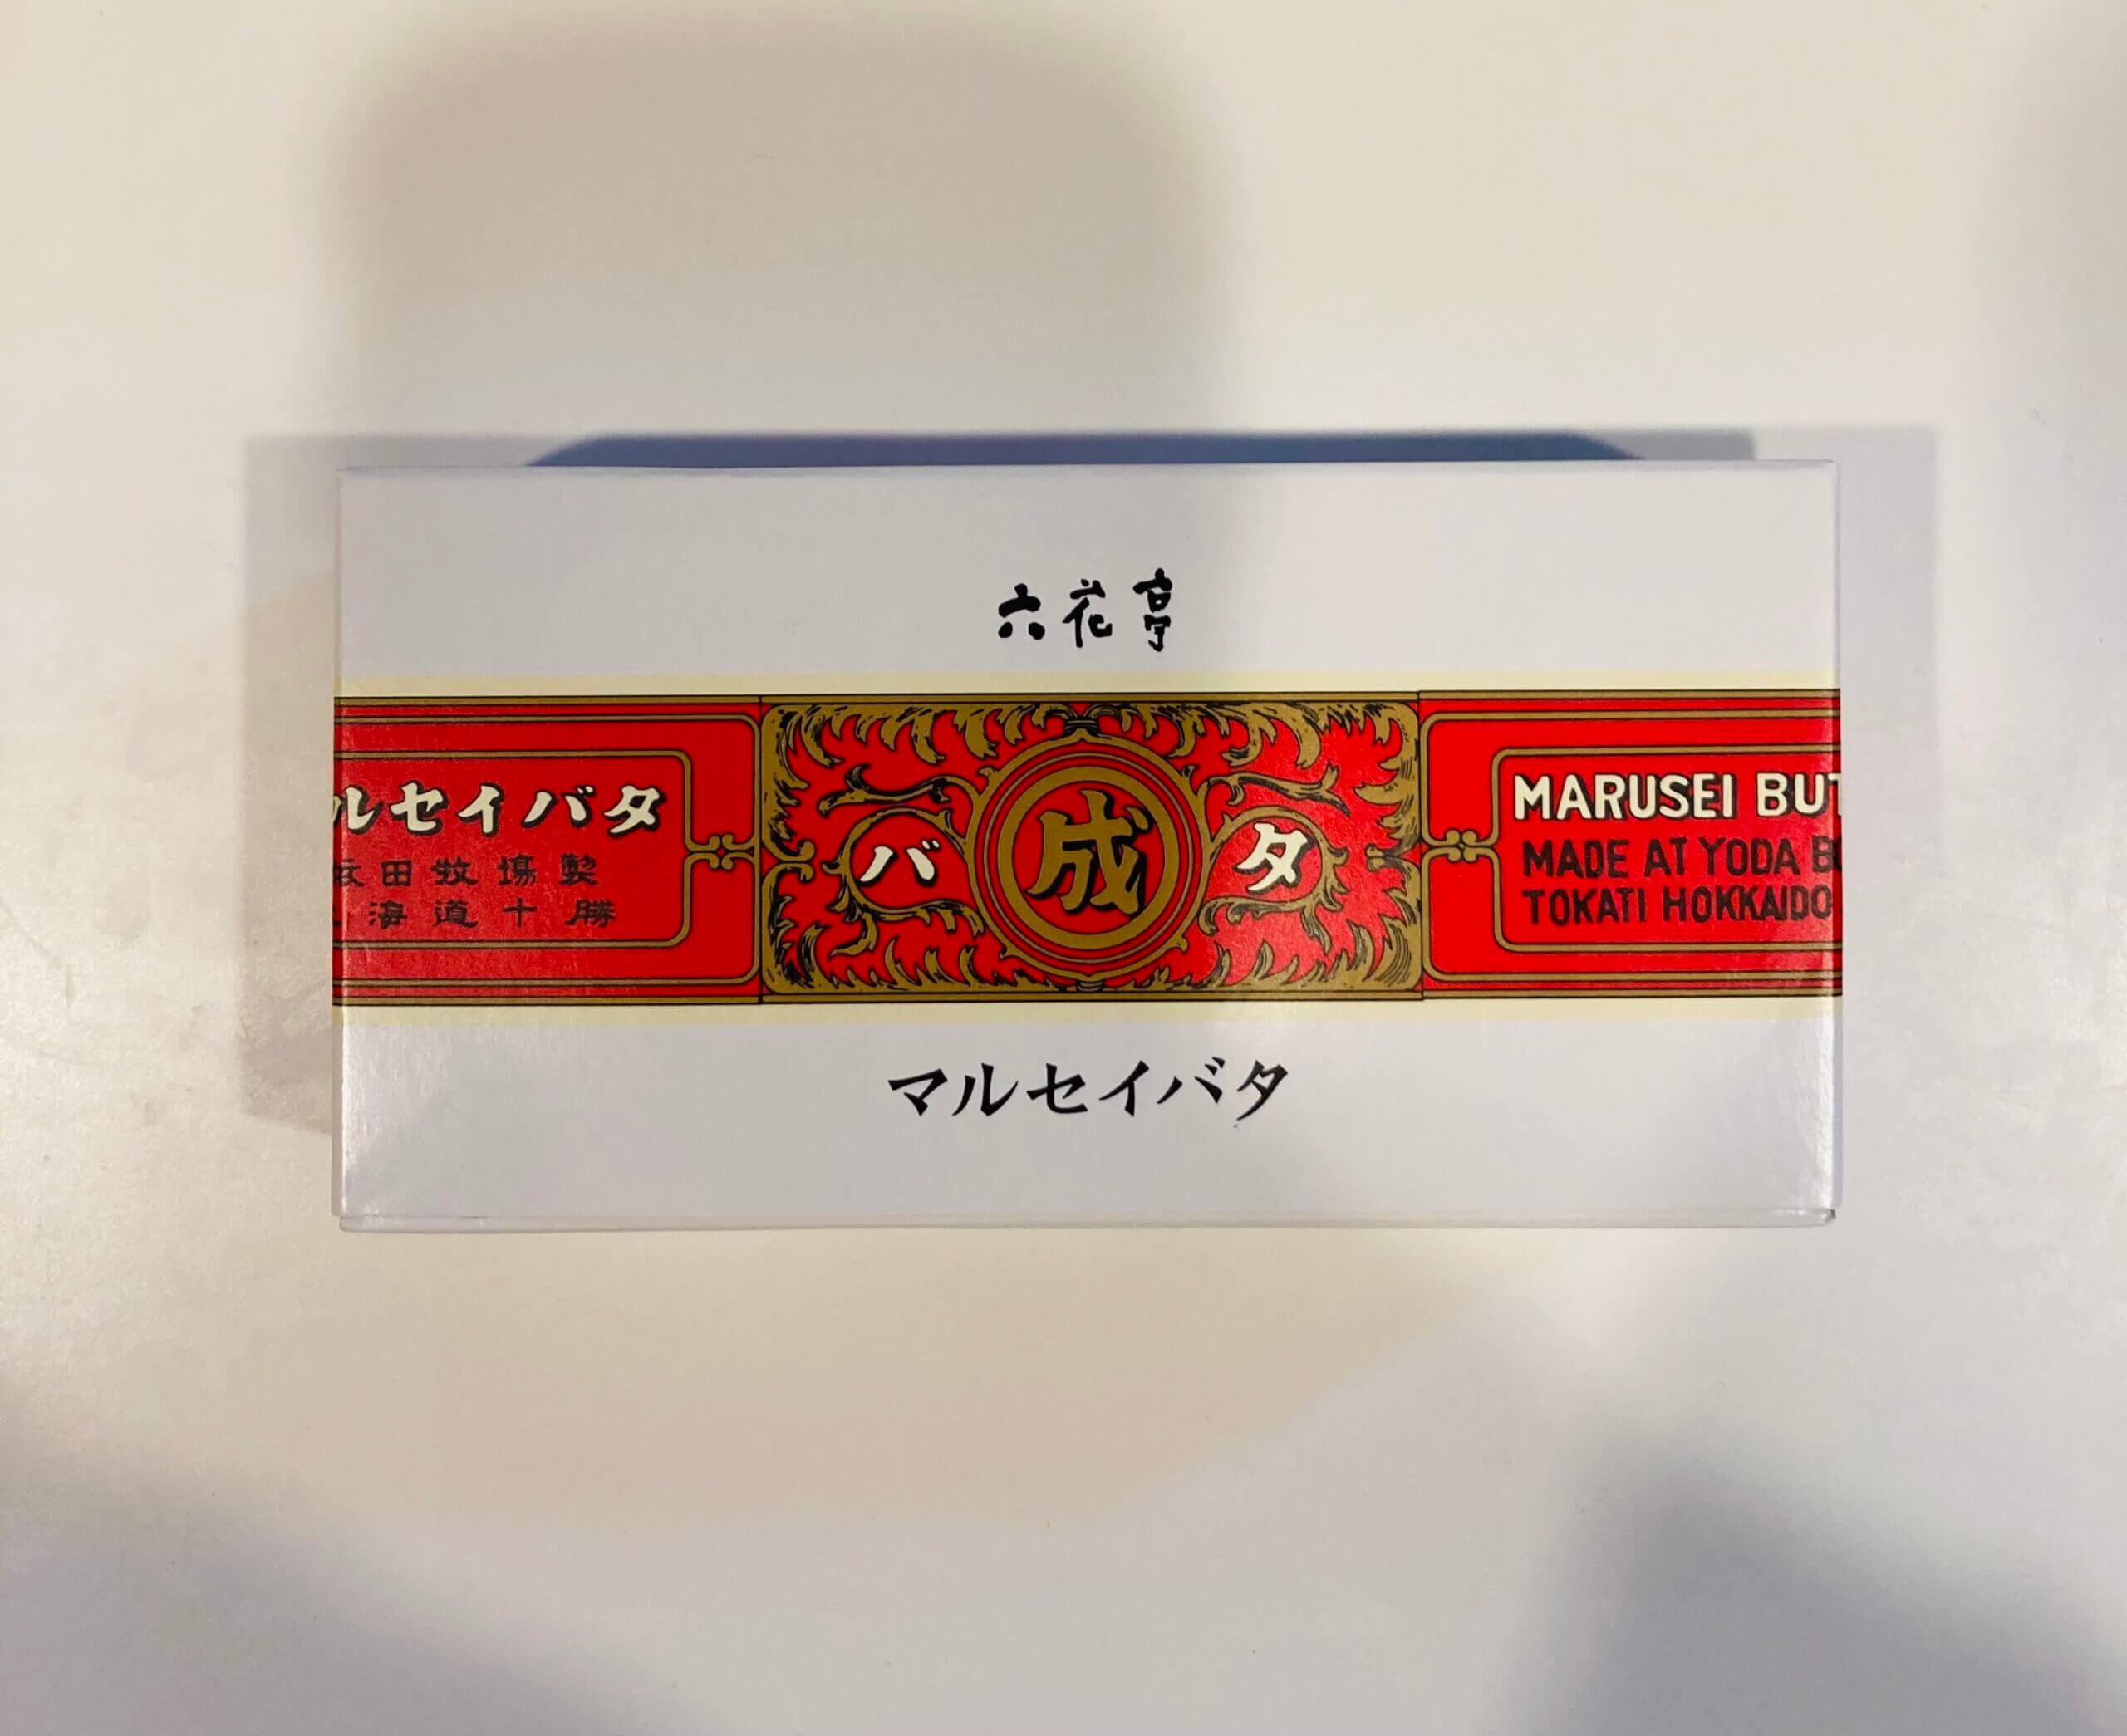 六花亭
ルセイバタ
田牧場製
海道十勝
バ成タ
MARUSEI BUT
MADE AT YODA B
TOKATI HOKKAIDO
マルセイバタ